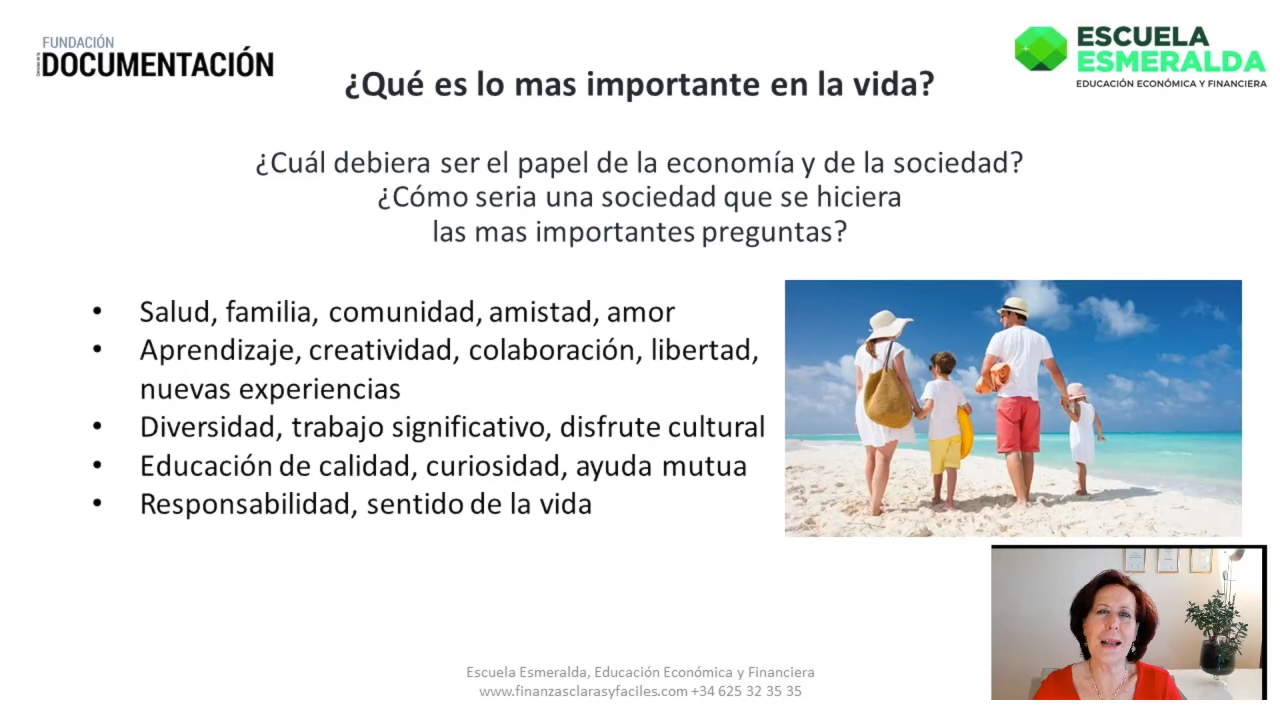 FUNDACIÓN
DOCUMENTACIÓN
ESCUELA
ESMERALDA
EDUCACIÓN ECONÓMICA Y FINANCIERA
¿Qué es lo mas importante en la vida?
¿Cuál debiera ser el papel de la economía y de la sociedad?
¿Cómo seria una sociedad que se hiciera
las mas importantes preguntas?
• Salud, familia, comunidad, amistad, amor
• Aprendizaje, creatividad, colaboración, libertad,
nuevas experiencias
• Diversidad, trabajo significativo, disfrute cultural
• Educación de calidad, curiosidad, ayuda mutua
• Responsabilidad, sentido de la vida
Escuela Esmeralda, Educación Económica y Financiera
www.finanzasclarasyfaciles.com +34 625 32 35 35